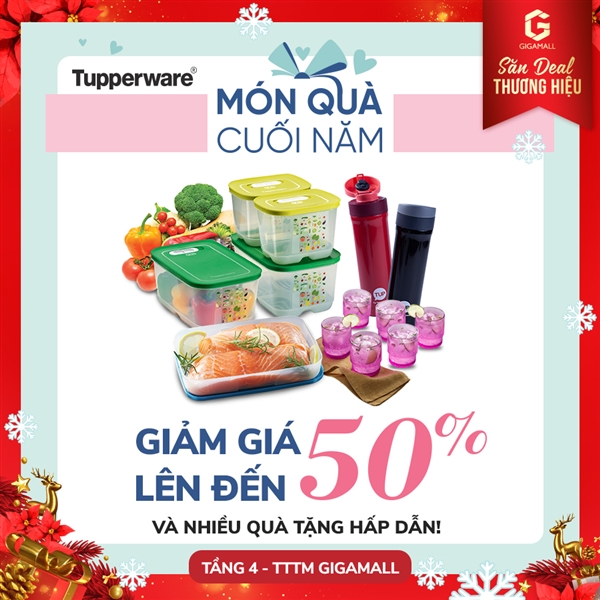 GIGAMALL
Săn Deal
THƯƠNG HIỆU
Tupperware®
MÓN QUÀ
CUỐI NĂM
GIẢM GIÁ
LÊN ĐẾN
50%
VÀ NHIỀU QUÀ TẶNG HẤP DẪN!
TẦNG 4 - TTTM GIGAMALL